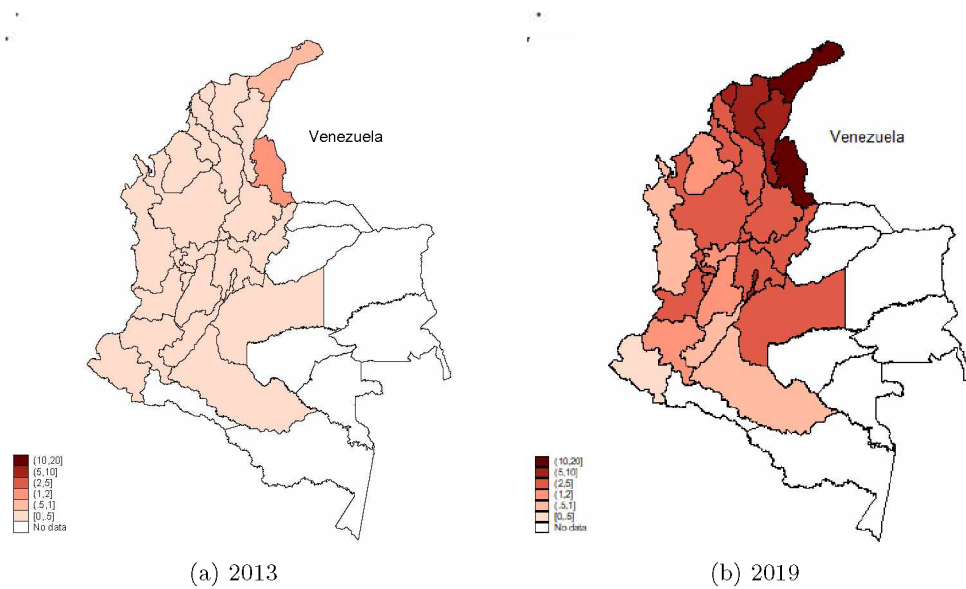 Venezuela
(10,20]
(5,10]
(2,5]
(1,2]
(.5,1]
[0,.5]
No data
(a) 2013
Venezuela
(10,20]
(5,10]
(2,5]
(1,2]
(.5,1]
[0,.5]
No data
(b) 2019